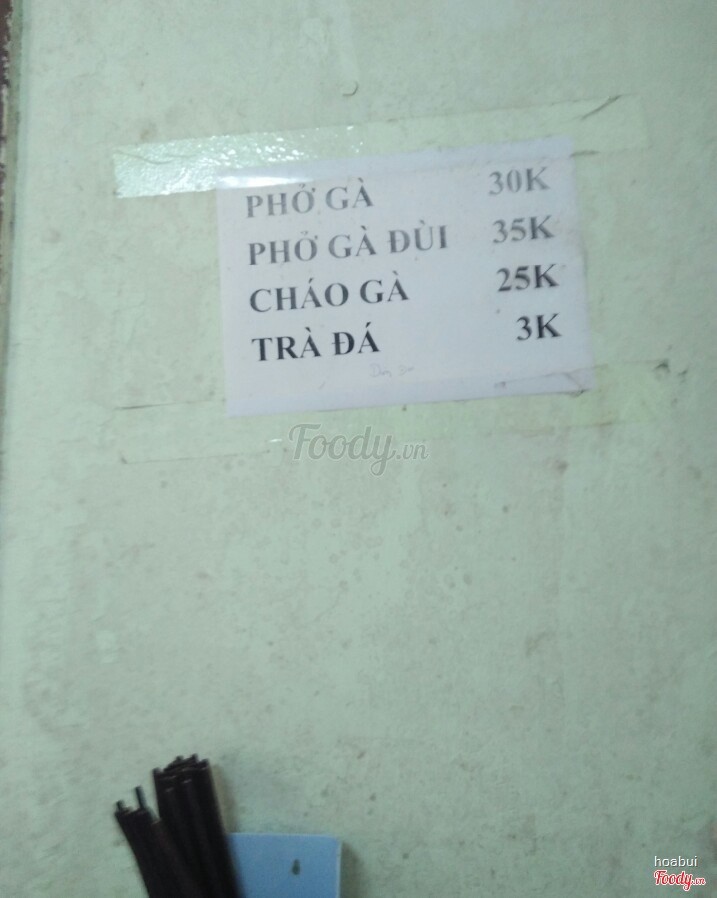 PHỞ GÀ 30K
PHỞ GÀ ĐÙI 35K
CHÁO GÀ 25K
TRÀ ĐÁ 3K
Foody.vn
hoabui
Foody.vn